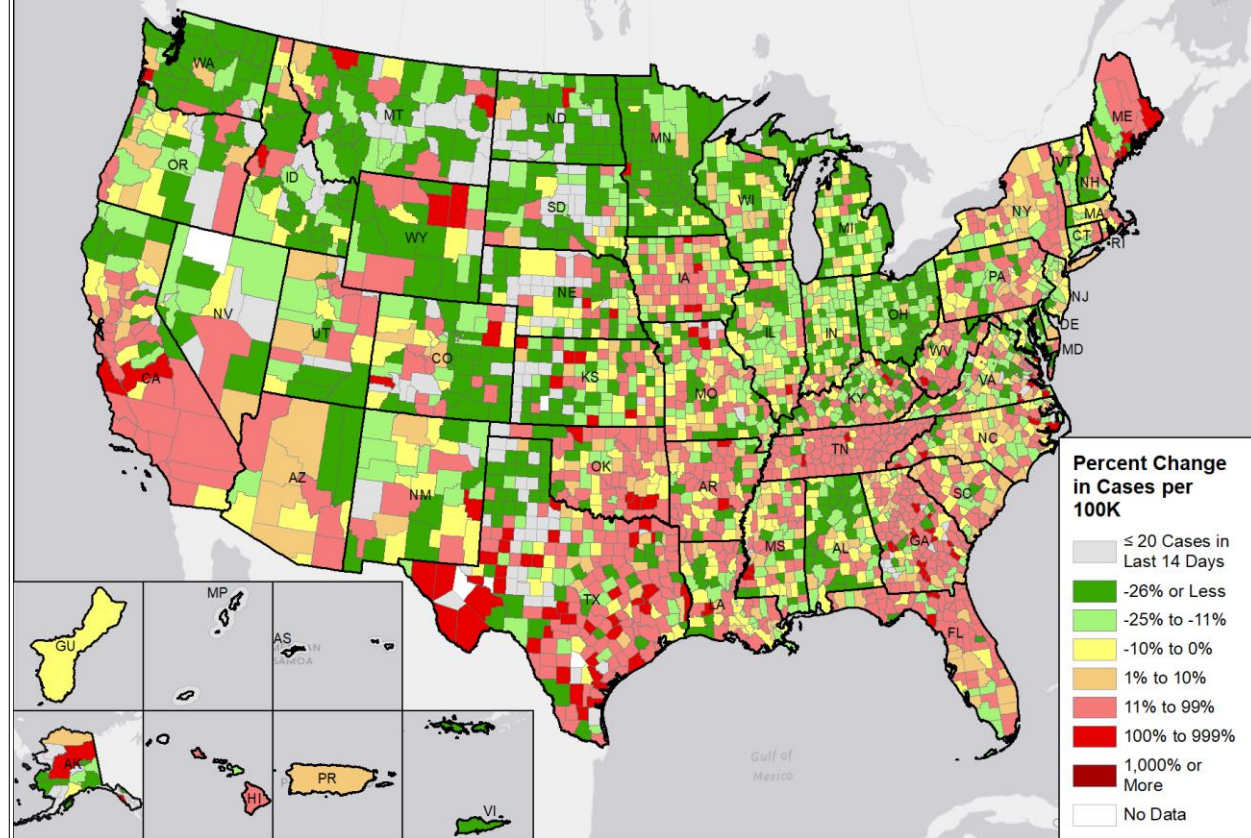 WA
MT
ND
MN
ME
OR
ID
SD
WI
MI
VT
NH
NY
MA
CT
RI
WY
IA
NE
PA
NJ
NV
UT
CO
IL
IN
OH
DE
MD
WV
CA
KS
MO
KY
VA
TN
NC
AZ
NM
OK
AR
SC
MS
AL
GA
TX
LA
FL
Gulf of
Mexico
Percent Change
in Cases per
100K
≤ 20 Cases in
Last 14 Days
-26% or Less
-25% to -11%
-10% to 0%
1% to 10%
11% to 99%
100% to 999%
1,000% or
More
No Data
GU
MP
AS
SAMOA
AK
HI
PR
VI